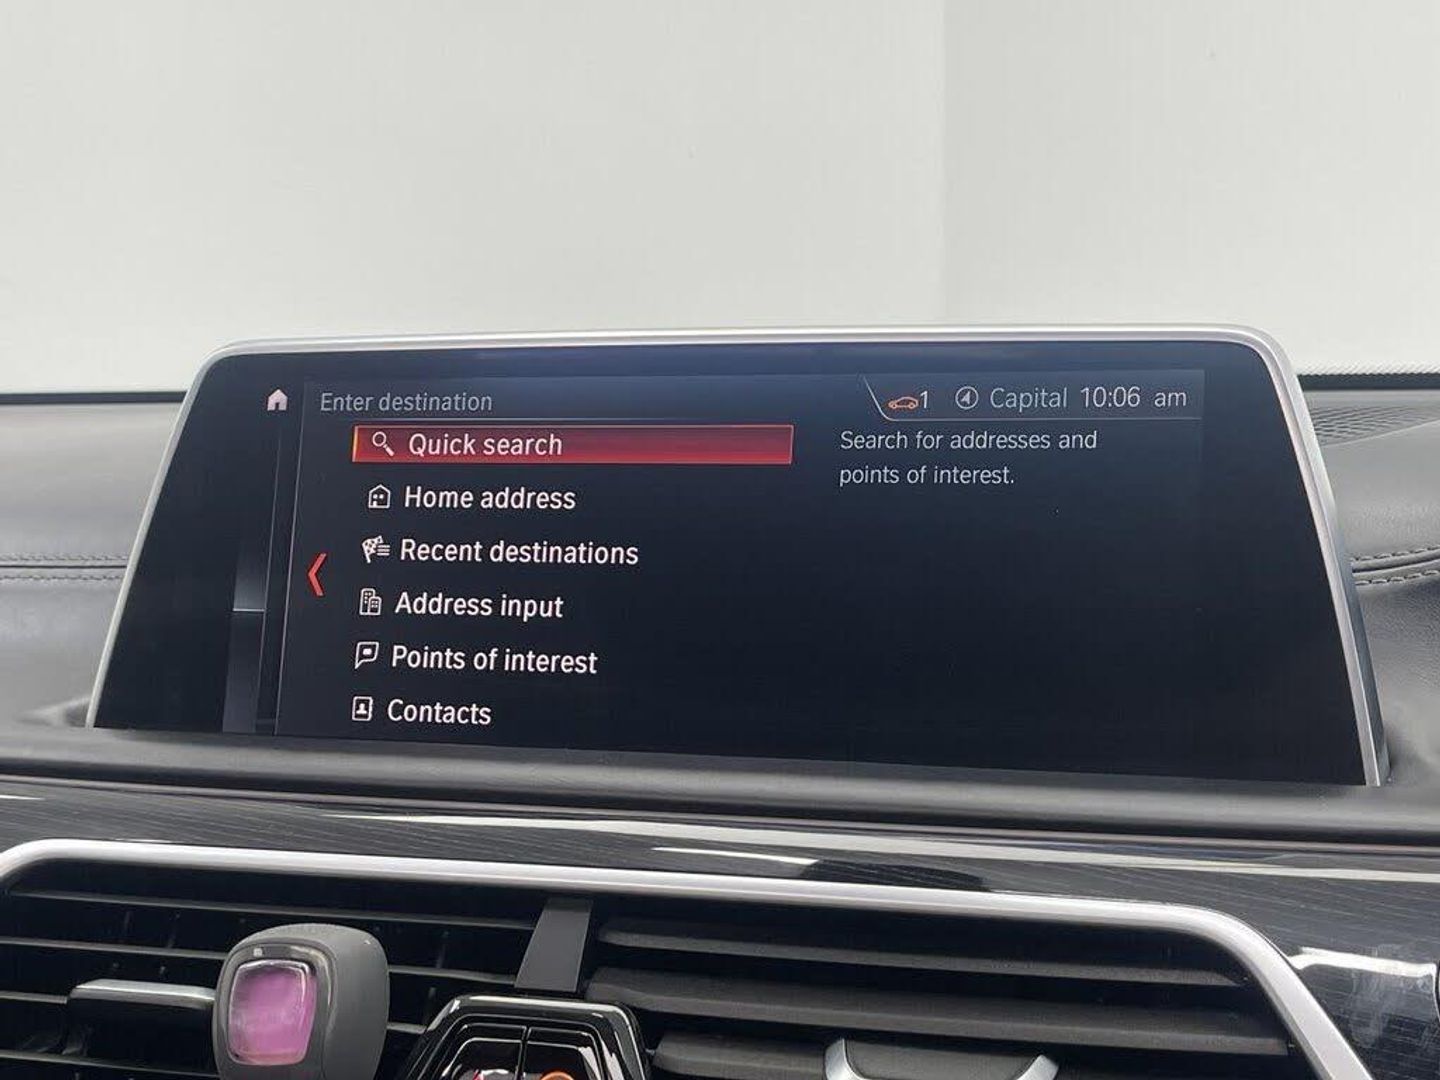 Enter destination
1 Capital 10:06 am
Quick search
Search for addresses and
points of interest.
Home address
Recent destinations
Address input
Points of interest
Contacts